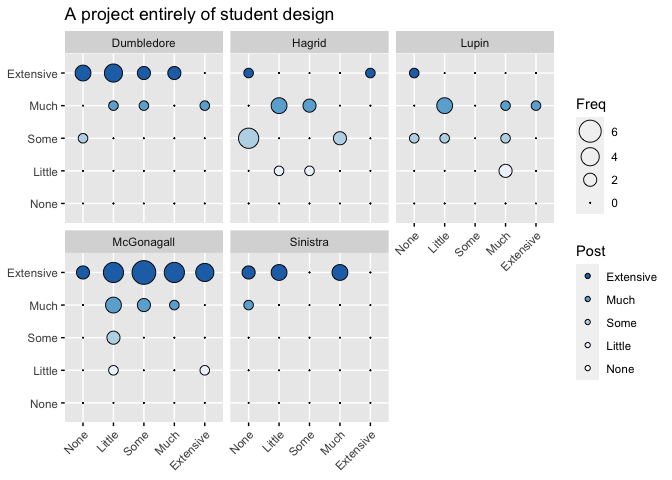 A project entirely of student design
Dumbledore
Hagrid
Lupin
Extensive
Much
Some
Little
None
McGonagall
Sinistra
None
Little
Some
Much
Extensive
Extensive
Much
Some
Little
None
None
Little
Some
Much
Extensive
None
Little
Some
Much
Extensive
Freq
6
4
2
0
Post
Extensive
Much
Some
Little
None